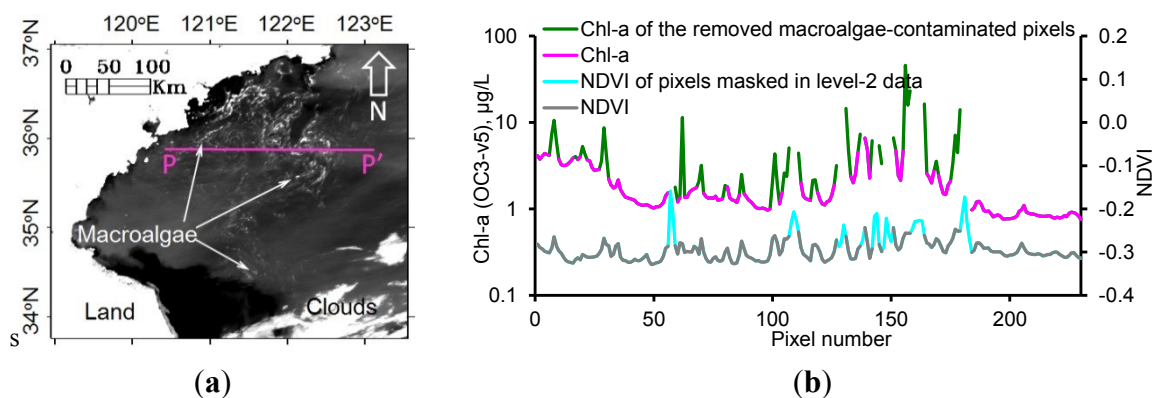 120°E 121°E 122°E 123°E
37°N
36°N
35°N
34°N
0 50 100
Km
N
P P'
Macroalgae
Land
Clouds
s
(a)
Chl-a of the removed macroalgae-contaminated pixels
Chl-a
NDVI of pixels masked in level-2 data
NDVI
Chl-a (OC3-v5), µg/L
100
10
1
0.1
NDVI
0.2
0.1
0.0
-0.1
-0.2
-0.3
-0.4
0 50 100 150 200
Pixel number
(b)